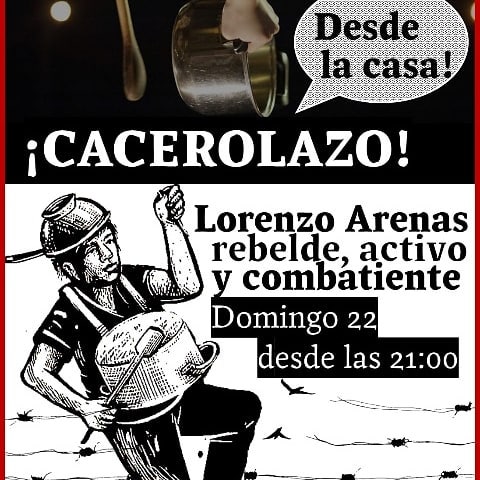 Desde
la casa!
¡CACEROLAZO!
Lorenzo Arenas
rebelde, activo
y combatiente
Domingo 22
desde las 21:00